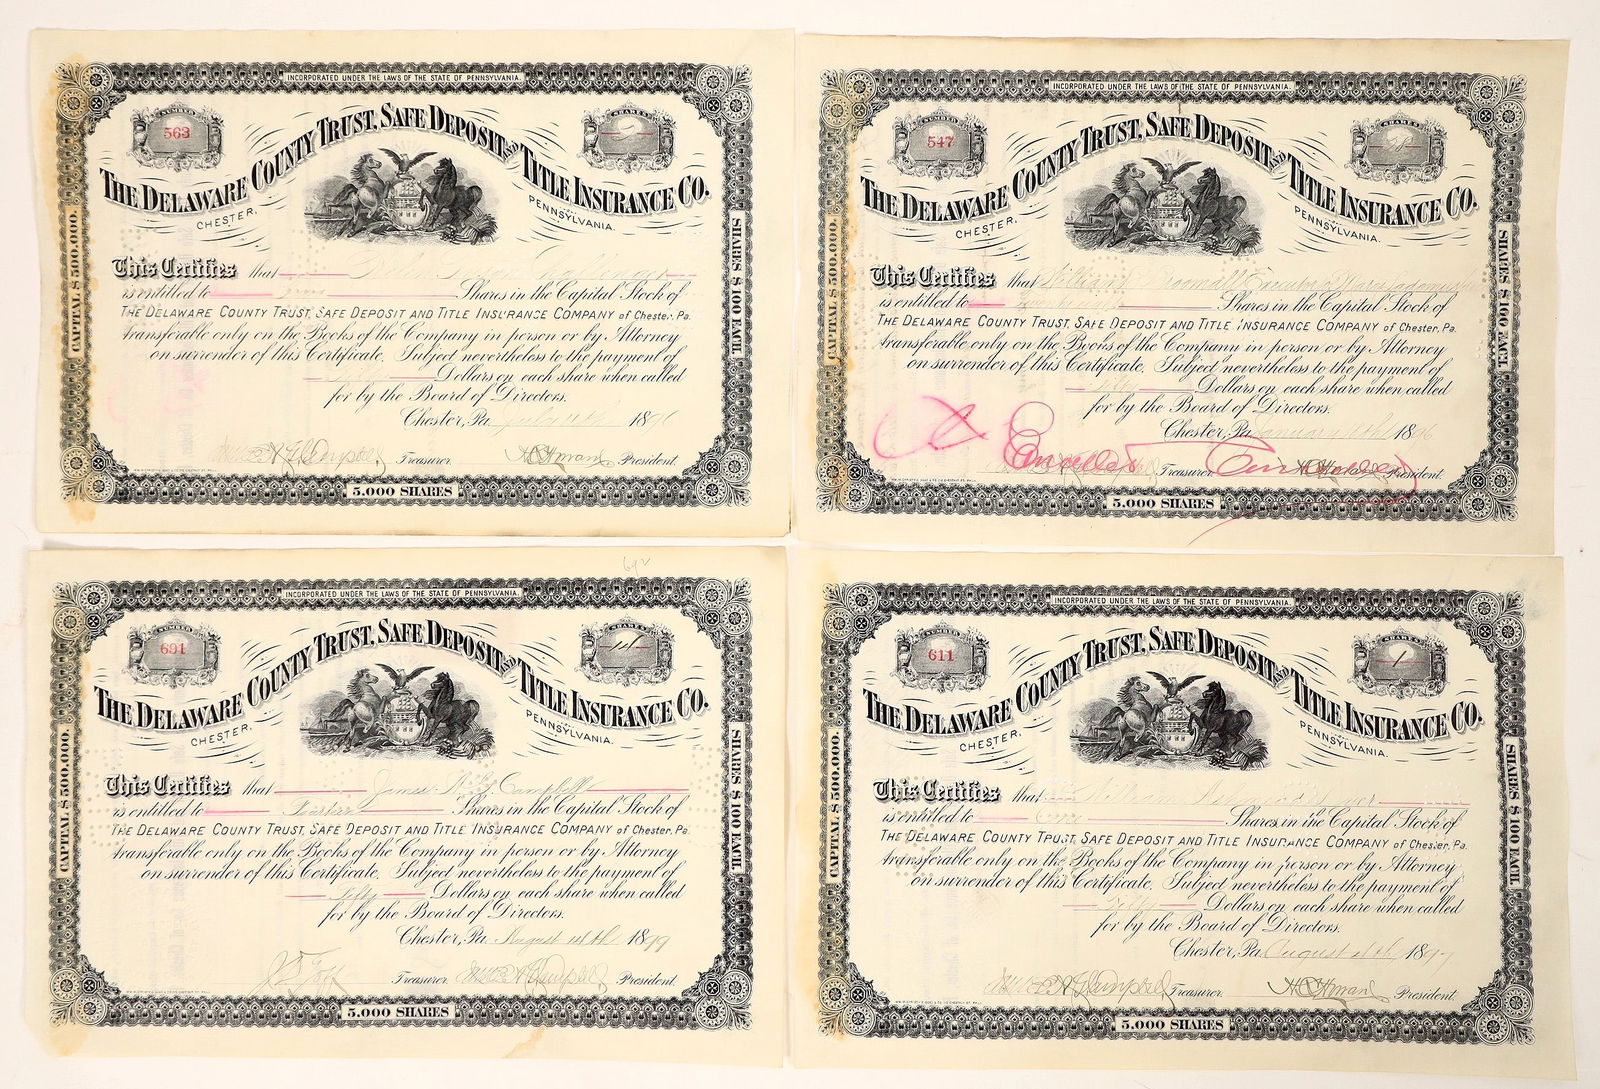 INCORPORATED UNDER THE LAWS OF THE STATE OF PENNSYLVANIA.
NUMBER
563
SHARES
THE DELAWARE COUNTY TRUST, SAFE DEPOSIT AND TITLE INSURANCE CO.
CHESTER, PENNSYLVANIA.
CAPITAL $500.000.
SHARES $100 EACH
This Certifies that
is entitled to Shares in the Capital Stock of
THE DELAWARE COUNTY TRUST, SAFE DEPOSIT AND TITLE INSURANCE COMPANY of Chester, Pa.
transferable only on the Books of the Company in person or by Attorney
on surrender of this Certificate. Subject nevertheless to the payment of
Dollars on each share when called
for by the Board of Directors.
Chester, Pa. July 1896
Treasurer. President.
5.000 SHARES
INCORPORATED UNDER THE LAWS OF THE STATE OF PENNSYLVANIA.
NUMBER
547
SHARES
THE DELAWARE COUNTY TRUST, SAFE DEPOSIT AND TITLE INSURANCE CO.
CHESTER, PENNSYLVANIA.
CAPITAL $500.000.
SHARES $100 EACH
This Certifies that William
is entitled to Shares in the Capital Stock of
THE DELAWARE COUNTY TRUST, SAFE DEPOSIT AND TITLE INSURANCE COMPANY of Chester, Pa.
transferable only on the Books of the Company in person or by Attorney
on surrender of this Certificate. Subject nevertheless to the payment of
fifty Dollars on each share when called
for by the Board of Directors.
Chester, Pa. January 1896
Treasurer. President.
5.000 SHARES
692
INCORPORATED UNDER THE LAWS OF THE STATE OF PENNSYLVANIA.
NUMBER
691
SHARES
THE DELAWARE COUNTY TRUST, SAFE DEPOSIT AND TITLE INSURANCE CO.
CHESTER, PENNSYLVANIA.
CAPITAL $500.000.
SHARES $100 EACH
This Certifies that James Campbell
is entitled to Shares in the Capital Stock of
THE DELAWARE COUNTY TRUST, SAFE DEPOSIT AND TITLE INSURANCE COMPANY of Chester, Pa.
transferable only on the Books of the Company in person or by Attorney
on surrender of this Certificate. Subject nevertheless to the payment of
fifty Dollars on each share when called
for by the Board of Directors.
Chester, Pa. August 1899
Treasurer. President.
5.000 SHARES
INCORPORATED UNDER THE LAWS OF THE STATE OF PENNSYLVANIA
NUMBER
611
SHARES
1
THE DELAWARE COUNTY TRUST, SAFE DEPOSIT AND TITLE INSURANCE CO.
CHESTER, PENNSYLVANIA.
CAPITAL $500.000.
SHARES $100 EACH
This Certifies that William
is entitled to One Shares in the Capital Stock of
THE DELAWARE COUNTY TRUST, SAFE DEPOSIT AND TITLE INSURANCE COMPANY of Chester, Pa.
transferable only on the Books of the Company in person or by Attorney
on surrender of this Certificate. Subject nevertheless to the payment of
Fifty Dollars on each share when called
for by the Board of Directors.
Chester, Pa. August 1897
Treasurer. President.
5.000 SHARES